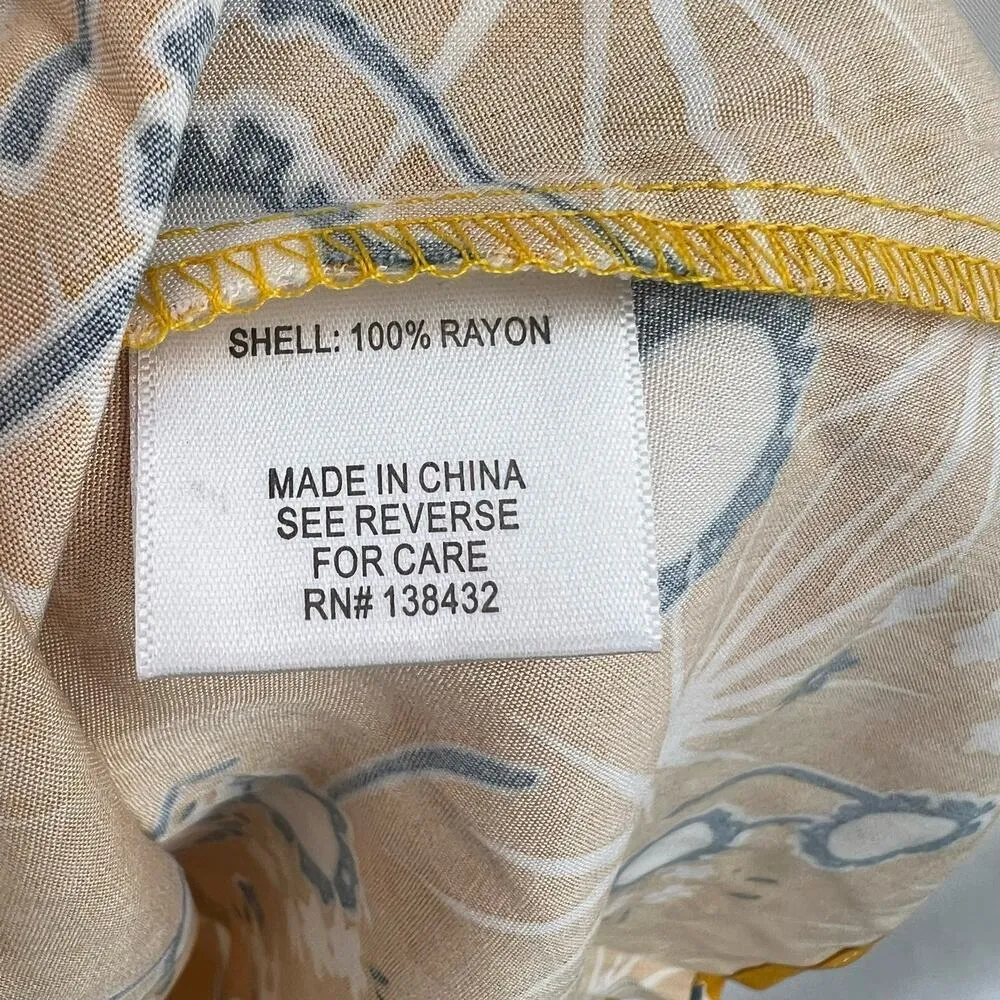 SHELL: 100% RAYON
MADE IN CHINA
SEE REVERSE
FOR CARE
RN# 138432